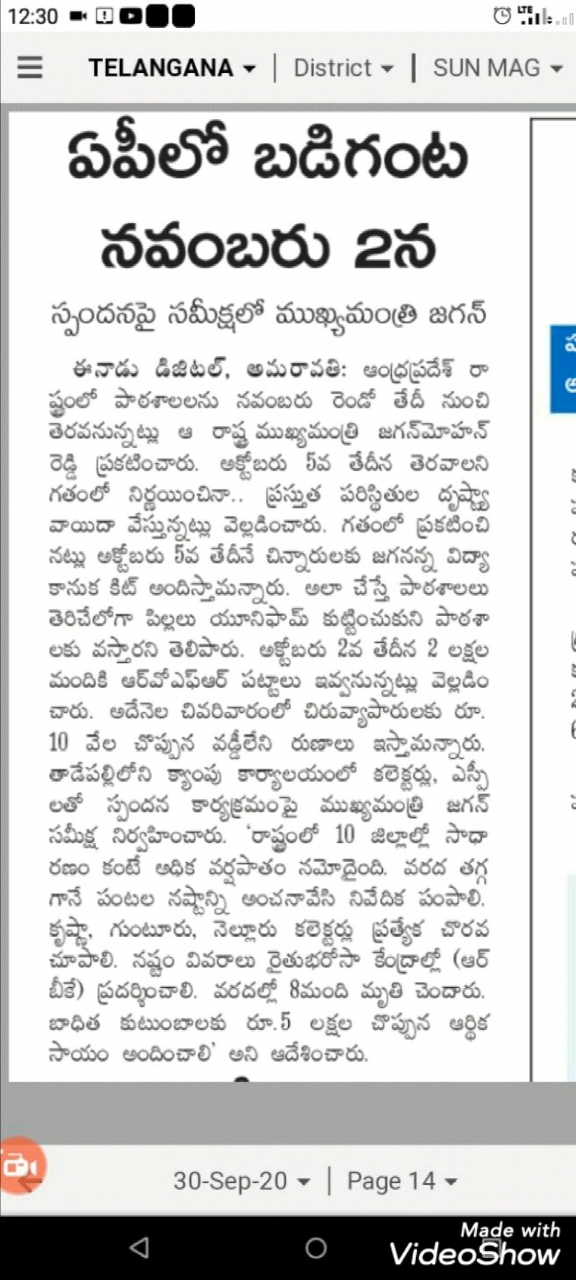 12:30
LTE
TELANGANA | District | SUN MAG
ఏపీలో బడిగంట
నవంబరు 2న
స్పందనపై సమీక్షలో ముఖ్యమంత్రి జగన్
ఈనాడు డిజిటల్, అమరావతి: ఆంధ్రప్రదేశ్ రా
ష్ట్రంలో పాఠశాలలను నవంబరు రెండో తేదీ నుంచి
తెరవనున్నట్లు ఆ రాష్ట్ర ముఖ్యమంత్రి జగన్‌మోహన్
రెడ్డి ప్రకటించారు. అక్టోబరు 5వ తేదీన తెరవాలని
గతంలో నిర్ణయించినా.. ప్రస్తుత పరిస్థితుల దృష్ట్యా
వాయిదా వేస్తున్నట్లు వెల్లడించారు. గతంలో ప్రకటించి
నట్లు అక్టోబరు 5వ తేదీనే చిన్నారులకు జగనన్న విద్యా
కానుక కిట్ అందిస్తామన్నారు. అలా చేస్తే పాఠశాలలు
తెరిచేలోగా పిల్లలు యూనిఫామ్ కుట్టించుకుని పాఠశా
లకు వస్తారని తెలిపారు. అక్టోబరు 2వ తేదీన 2 లక్షల
మందికి ఆర్‌వోఎఫ్ఆర్ పట్టాలు ఇవ్వనున్నట్లు వెల్లడిం
చారు. అదేనెల చివరివారంలో చిరువ్యాపారులకు రూ.
10 వేల చొప్పున వడ్డీలేని రుణాలు ఇస్తామన్నారు.
తాడేపల్లిలోని క్యాంపు కార్యాలయంలో కలెక్టర్లు, ఎస్పీ
లతో స్పందన కార్యక్రమంపై ముఖ్యమంత్రి జగన్
సమీక్ష నిర్వహించారు. 'రాష్ట్రంలో 10 జిల్లాల్లో సాధా
రణం కంటే అధిక వర్షపాతం నమోదైంది. వరద తగ్గ
గానే పంటల నష్టాన్ని అంచనావేసి నివేదిక పంపాలి.
కృష్ణా, గుంటూరు, నెల్లూరు కలెక్టర్లు ప్రత్యేక చొరవ
చూపాలి. నష్టం వివరాలు రైతుభరోసా కేంద్రాల్లో (ఆర్
బీకే) ప్రదర్శించాలి. వరదల్లో 8మంది మృతి చెందారు.
బాధిత కుటుంబాలకు రూ.5 లక్షల చొప్పున ఆర్థిక
సాయం అందించాలి' అని ఆదేశించారు.
30-Sep-20 | Page 14
Made with
VideoShow